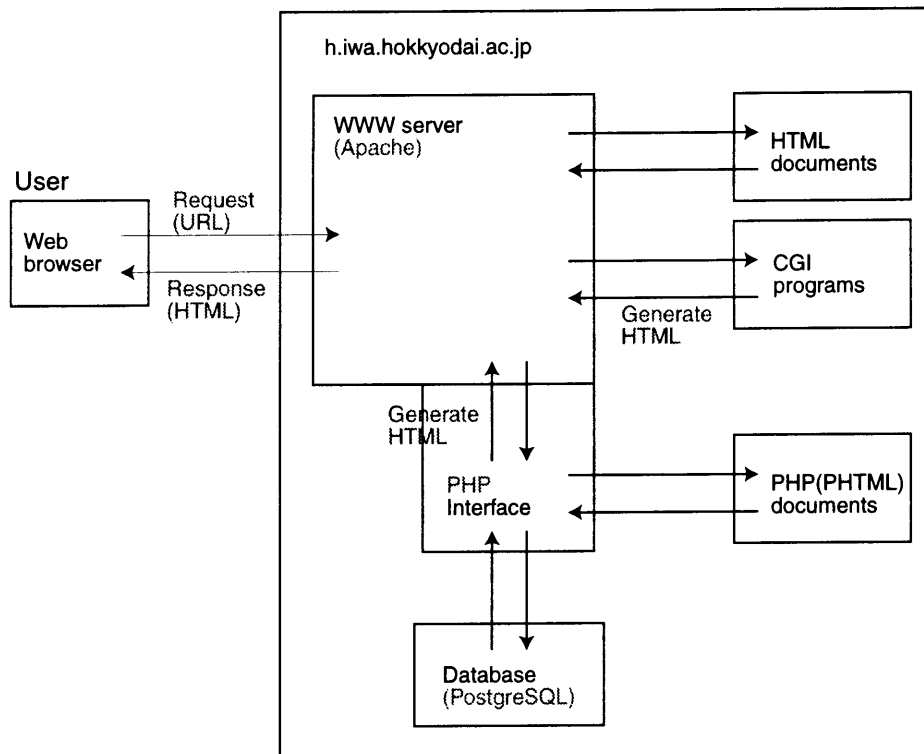 h.iwa.hokkyodai.ac.jp
WWW server
(Apache)
HTML
documents
User
Web
browser
Request
(URL)
Response
(HTML)
CGI
programs
Generate
HTML
Generate
HTML
PHP
Interface
PHP(PHTML)
documents
Database
(PostgreSQL)